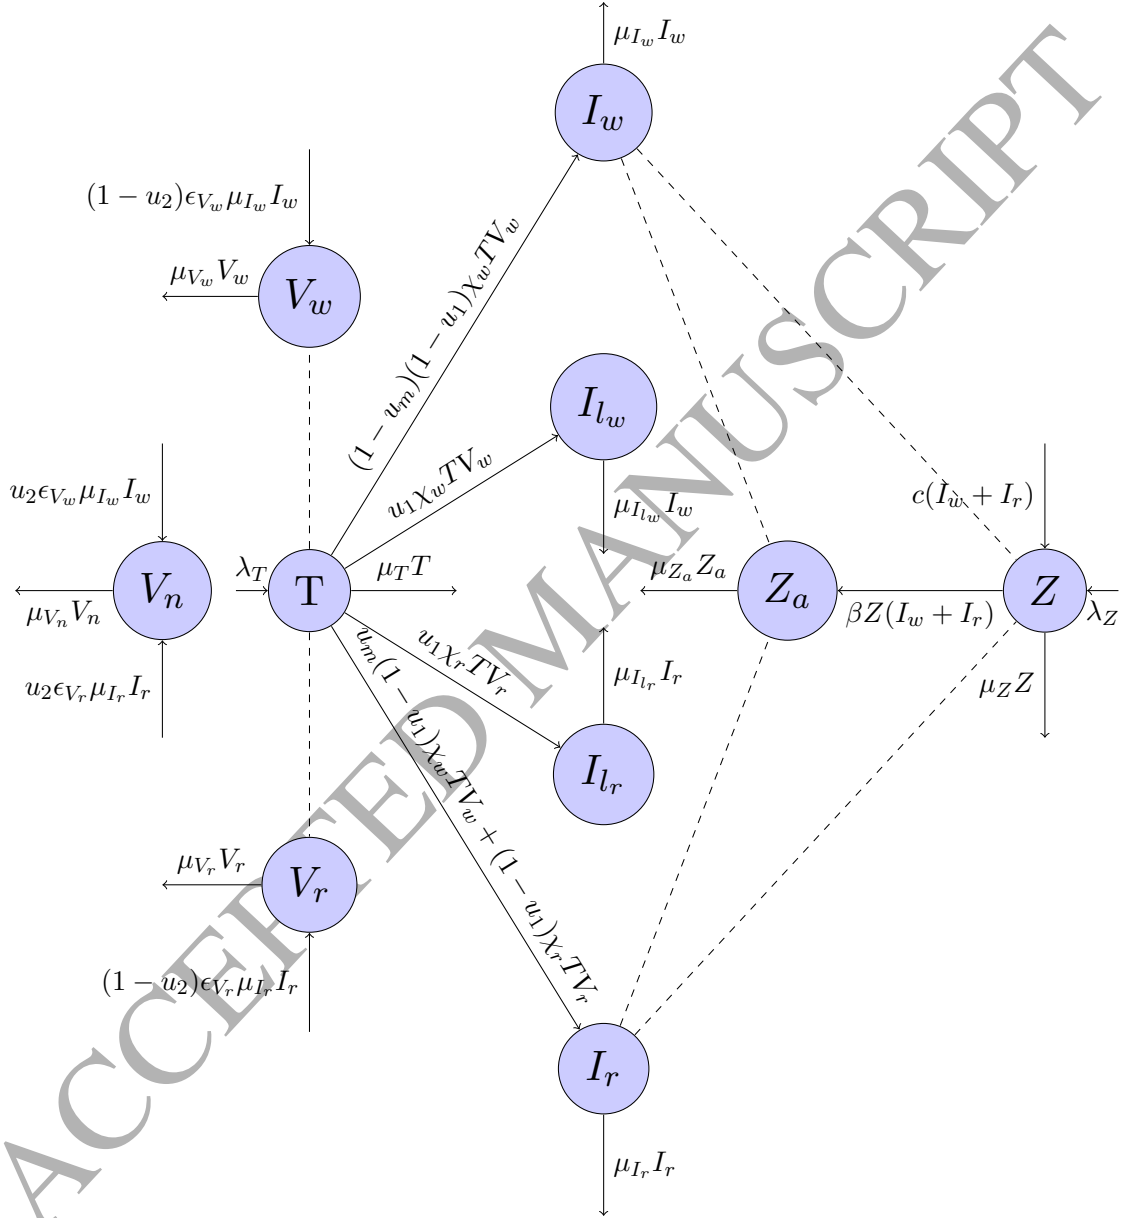 μ_{I_w} I_w
I_w
(1 − u_2)ϵ_{V_w} μ_{I_w} I_w
μ_{V_w} V_w
V_w
(1 − u_m)(1 − u_1)χ_w T V_w
I_{l_w}
u_1 χ_w T V_w
μ_{I_{l_w}} I_w
u_2 ϵ_{V_w} μ_{I_w} I_w
c(I_w + I_r)
V_n
μ_{V_n} V_n
λ_T
T
μ_T T
μ_{Z_a} Z_a
Z_a
βZ(I_w + I_r)
Z
λ_Z
u_2 ϵ_{V_r} μ_{I_r} I_r
u_1 χ_r T V_r
μ_{I_{l_r}} I_r
μ_Z Z
I_{l_r}
u_m(1 − u_1)χ_w T V_w + (1 − u_1)χ_r T V_r
μ_{V_r} V_r
V_r
(1 − u_2)ϵ_{V_r} μ_{I_r} I_r
I_r
μ_{I_r} I_r
ACCEPTED MANUSCRIPT